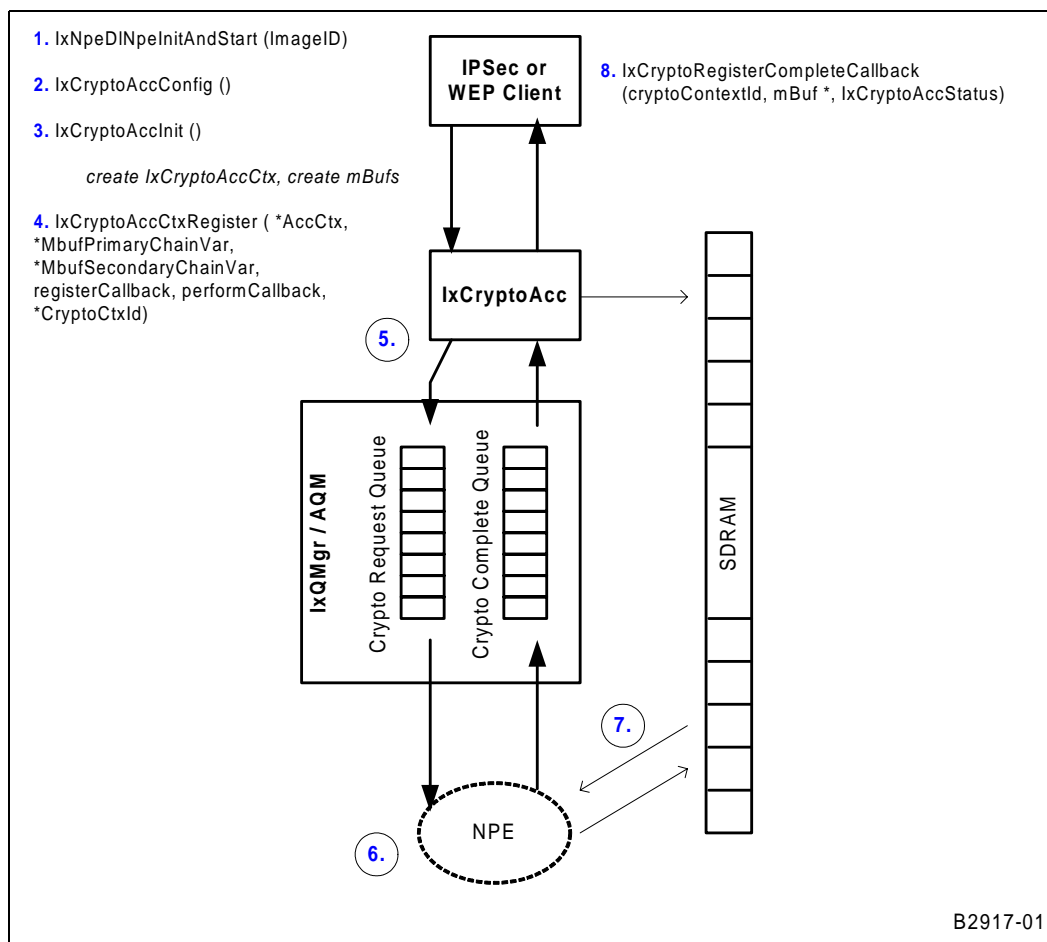 1. IxNpeDlNpeInitAndStart (ImageID)
2. IxCryptoAccConfig ()
3. IxCryptoAccInit ()
create IxCryptoAccCtx, create mBufs
4. IxCryptoAccCtxRegister ( *AccCtx,
*MbufPrimaryChainVar,
*MbufSecondaryChainVar,
registerCallback, performCallback,
*CryptoCtxId)
IPSec or
WEP Client
8. IxCryptoRegisterCompleteCallback
(cryptoContextId, mBuf *, IxCryptoAccStatus)
IxCryptoAcc
5.
IxQMgr / AQM
Crypto Request Queue
Crypto Complete Queue
SDRAM
7.
NPE
6.
B2917-01